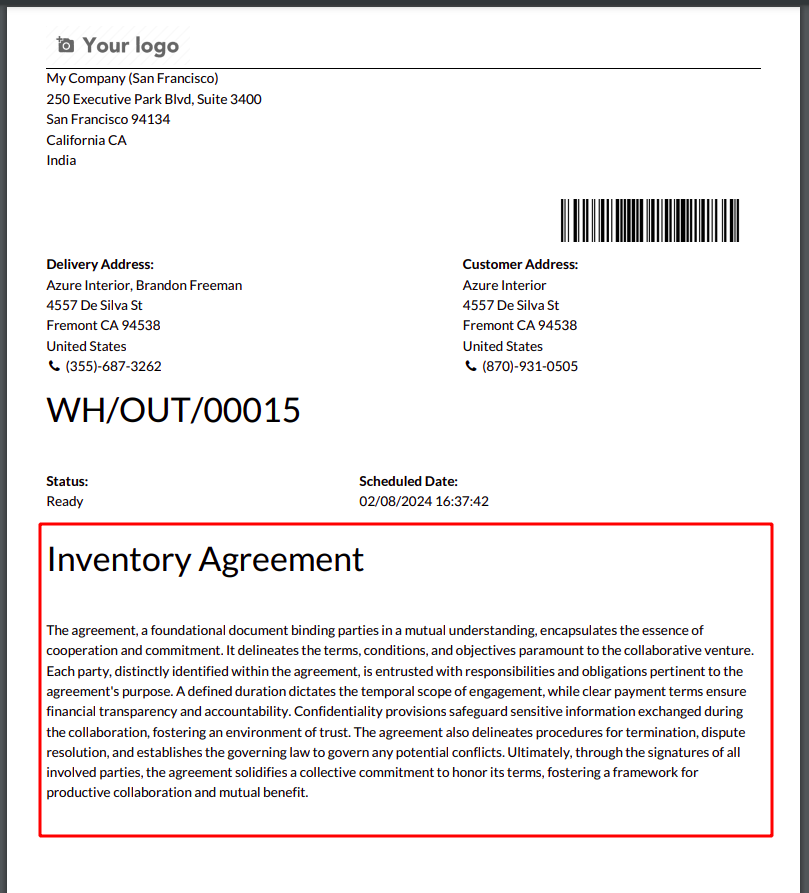 Your logo
My Company (San Francisco)
250 Executive Park Blvd, Suite 3400
San Francisco 94134
California CA
India
Delivery Address:
Azure Interior, Brandon Freeman
4557 De Silva St
Fremont CA 94538
United States
(355)-687-3262
Customer Address:
Azure Interior
4557 De Silva St
Fremont CA 94538
United States
(870)-931-0505
WH/OUT/00015
Status:
Ready
Scheduled Date:
02/08/2024 16:37:42
Inventory Agreement
The agreement, a foundational document binding parties in a mutual understanding, encapsulates the essence of
cooperation and commitment. It delineates the terms, conditions, and objectives paramount to the collaborative venture.
Each party, distinctly identified within the agreement, is entrusted with responsibilities and obligations pertinent to the
agreement's purpose. A defined duration dictates the temporal scope of engagement, while clear payment terms ensure
financial transparency and accountability. Confidentiality provisions safeguard sensitive information exchanged during
the collaboration, fostering an environment of trust. The agreement also delineates procedures for termination, dispute
resolution, and establishes the governing law to govern any potential conflicts. Ultimately, through the signatures of all
involved parties, the agreement solidifies a collective commitment to honor its terms, fostering a framework for
productive collaboration and mutual benefit.